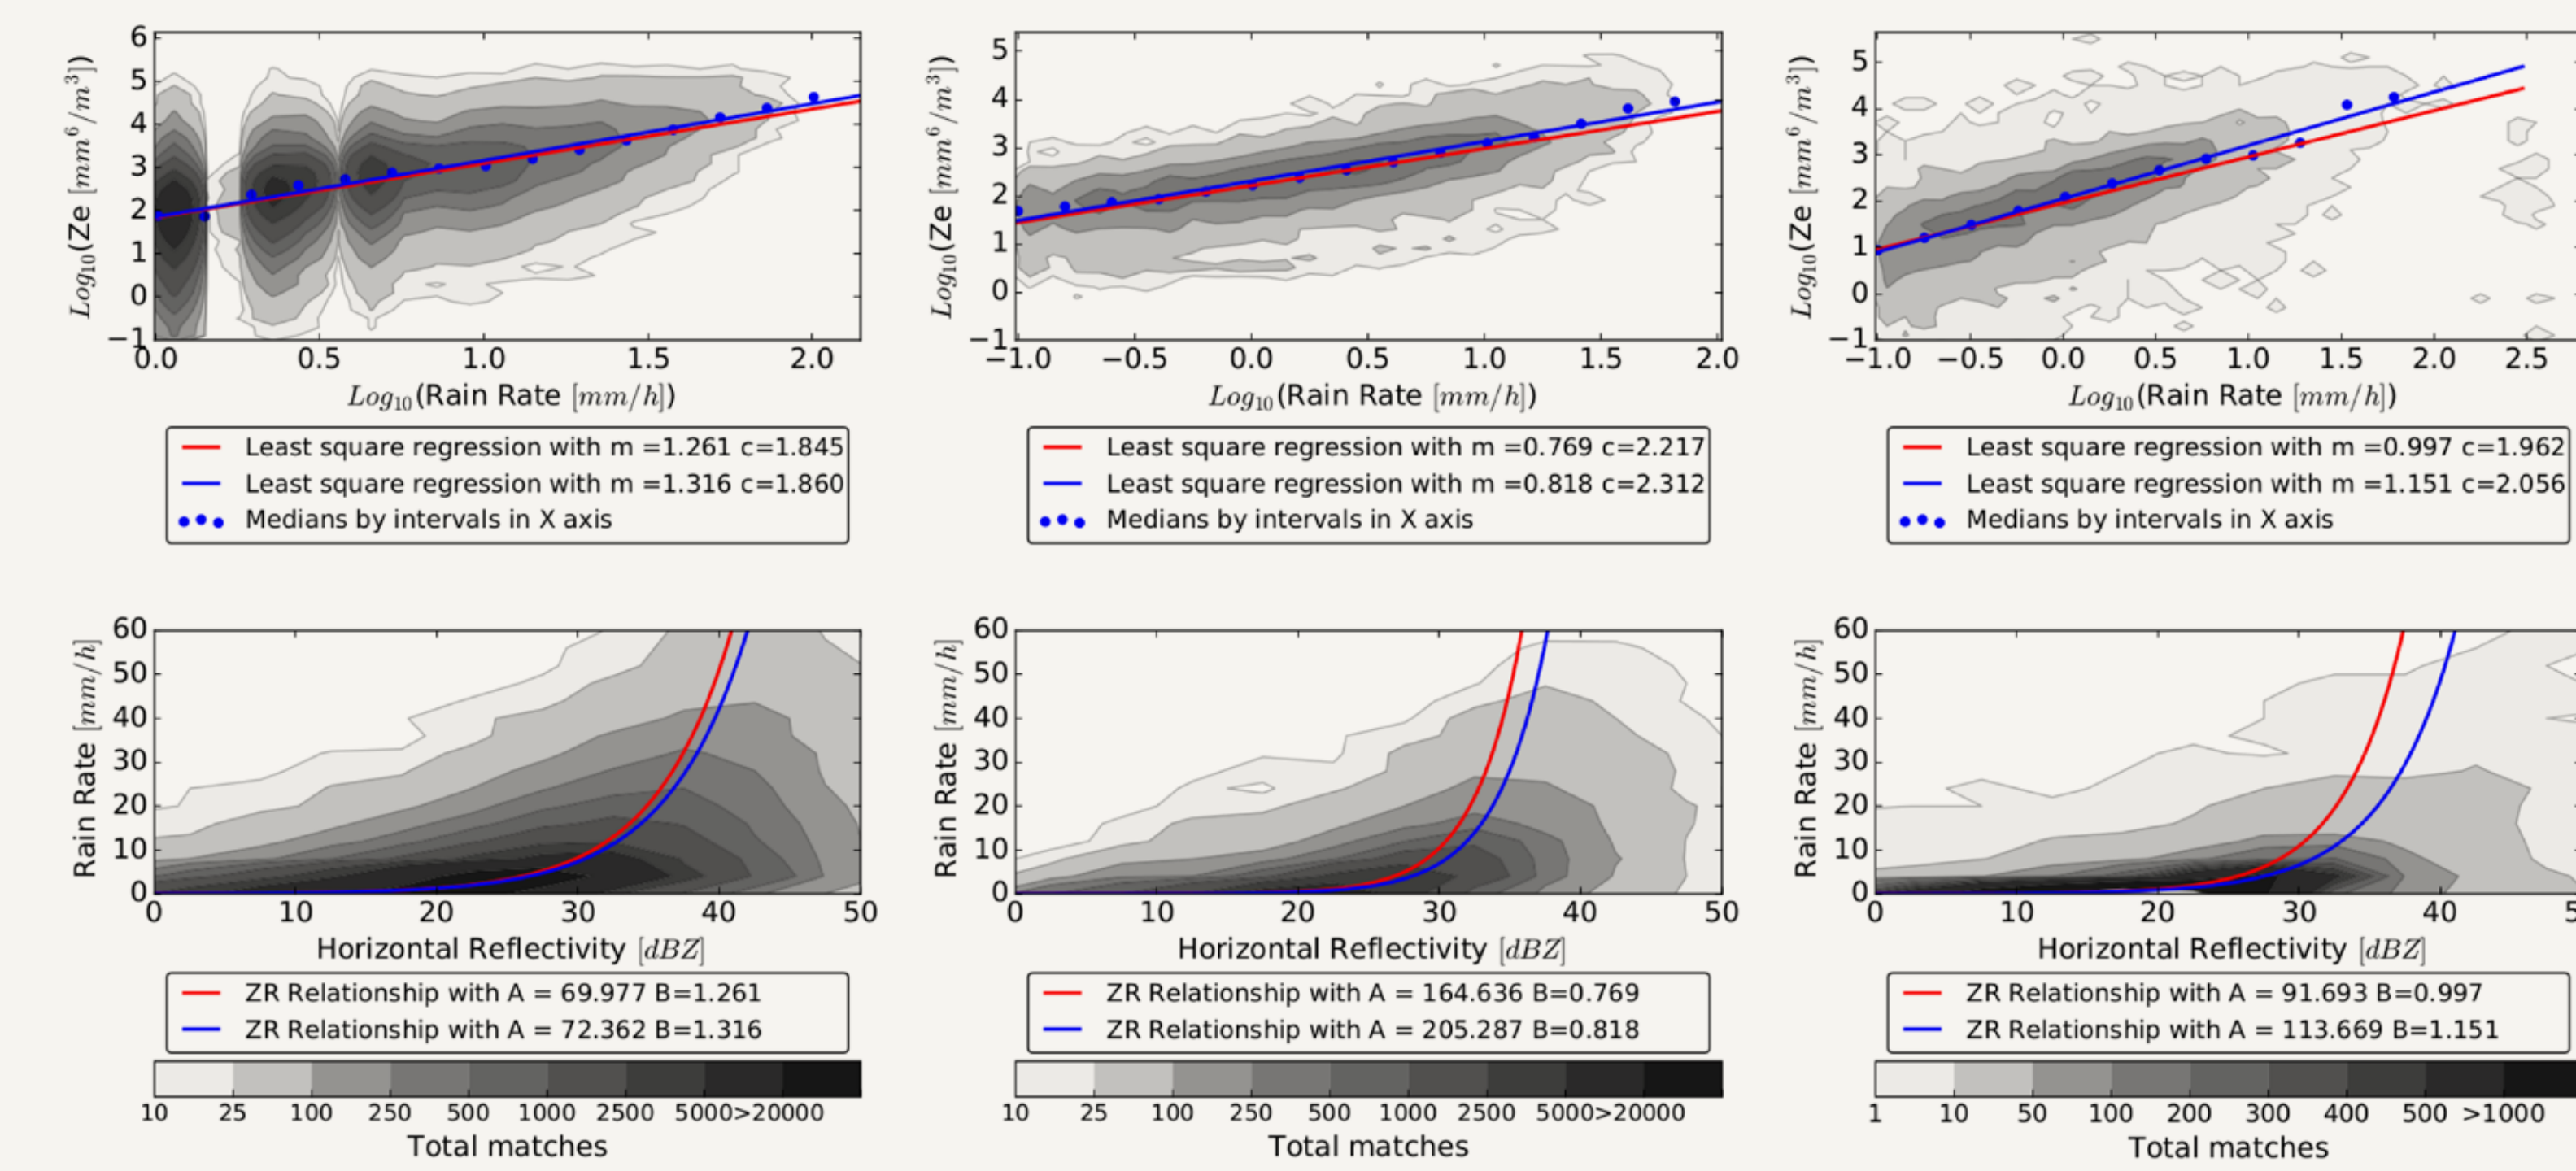 6
5
4
3
2
1
0
−1
Log10(Ze [mm^6/m^3])
0.0 0.5 1.0 1.5 2.0
Log10(Rain Rate [mm/h])
Least square regression with m =1.261 c=1.845
Least square regression with m =1.316 c=1.860
Medians by intervals in X axis
5
4
3
2
1
0
−1
Log10(Ze [mm^6/m^3])
−1.0 −0.5 0.0 0.5 1.0 1.5 2.0
Log10(Rain Rate [mm/h])
Least square regression with m =0.769 c=2.217
Least square regression with m =0.818 c=2.312
Medians by intervals in X axis
5
4
3
2
1
0
−1
Log10(Ze [mm^6/m^3])
−1.0 −0.5 0.0 0.5 1.0 1.5 2.0 2.5
Log10(Rain Rate [mm/h])
Least square regression with m =0.997 c=1.962
Least square regression with m =1.151 c=2.056
Medians by intervals in X axis
60
50
40
30
20
10
0
Rain Rate [mm/h]
0 10 20 30 40 50
Horizontal Reflectivity [dBZ]
ZR Relationship with A = 69.977 B=1.261
ZR Relationship with A = 72.362 B=1.316
10 25 100 250 500 1000 2500 5000 >20000
Total matches
60
50
40
30
20
10
0
Rain Rate [mm/h]
0 10 20 30 40 50
Horizontal Reflectivity [dBZ]
ZR Relationship with A = 164.636 B=0.769
ZR Relationship with A = 205.287 B=0.818
10 25 100 250 500 1000 2500 5000 >20000
Total matches
60
50
40
30
20
10
0
Rain Rate [mm/h]
0 10 20 30 40
Horizontal Reflectivity [dBZ]
ZR Relationship with A = 91.693 B=0.997
ZR Relationship with A = 113.669 B=1.151
1 10 50 100 200 300 400 500 >1000
Total matches